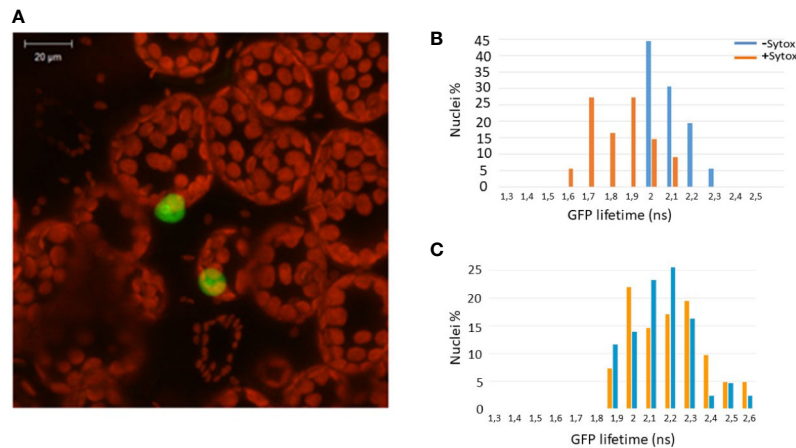 A
20 µm
B
-Sytox
+Sytox
Nuclei %
45
40
35
30
25
20
15
10
5
0
1,3 1,4 1,5 1,6 1,7 1,8 1,9 2 2,1 2,2 2,3 2,4 2,5
GFP lifetime (ns)
C
Nuclei %
25
20
15
10
5
0
1,3 1,4 1,5 1,6 1,7 1,8 1,9 2 2,1 2,2 2,3 2,4 2,5 2,6
GFP lifetime (ns)